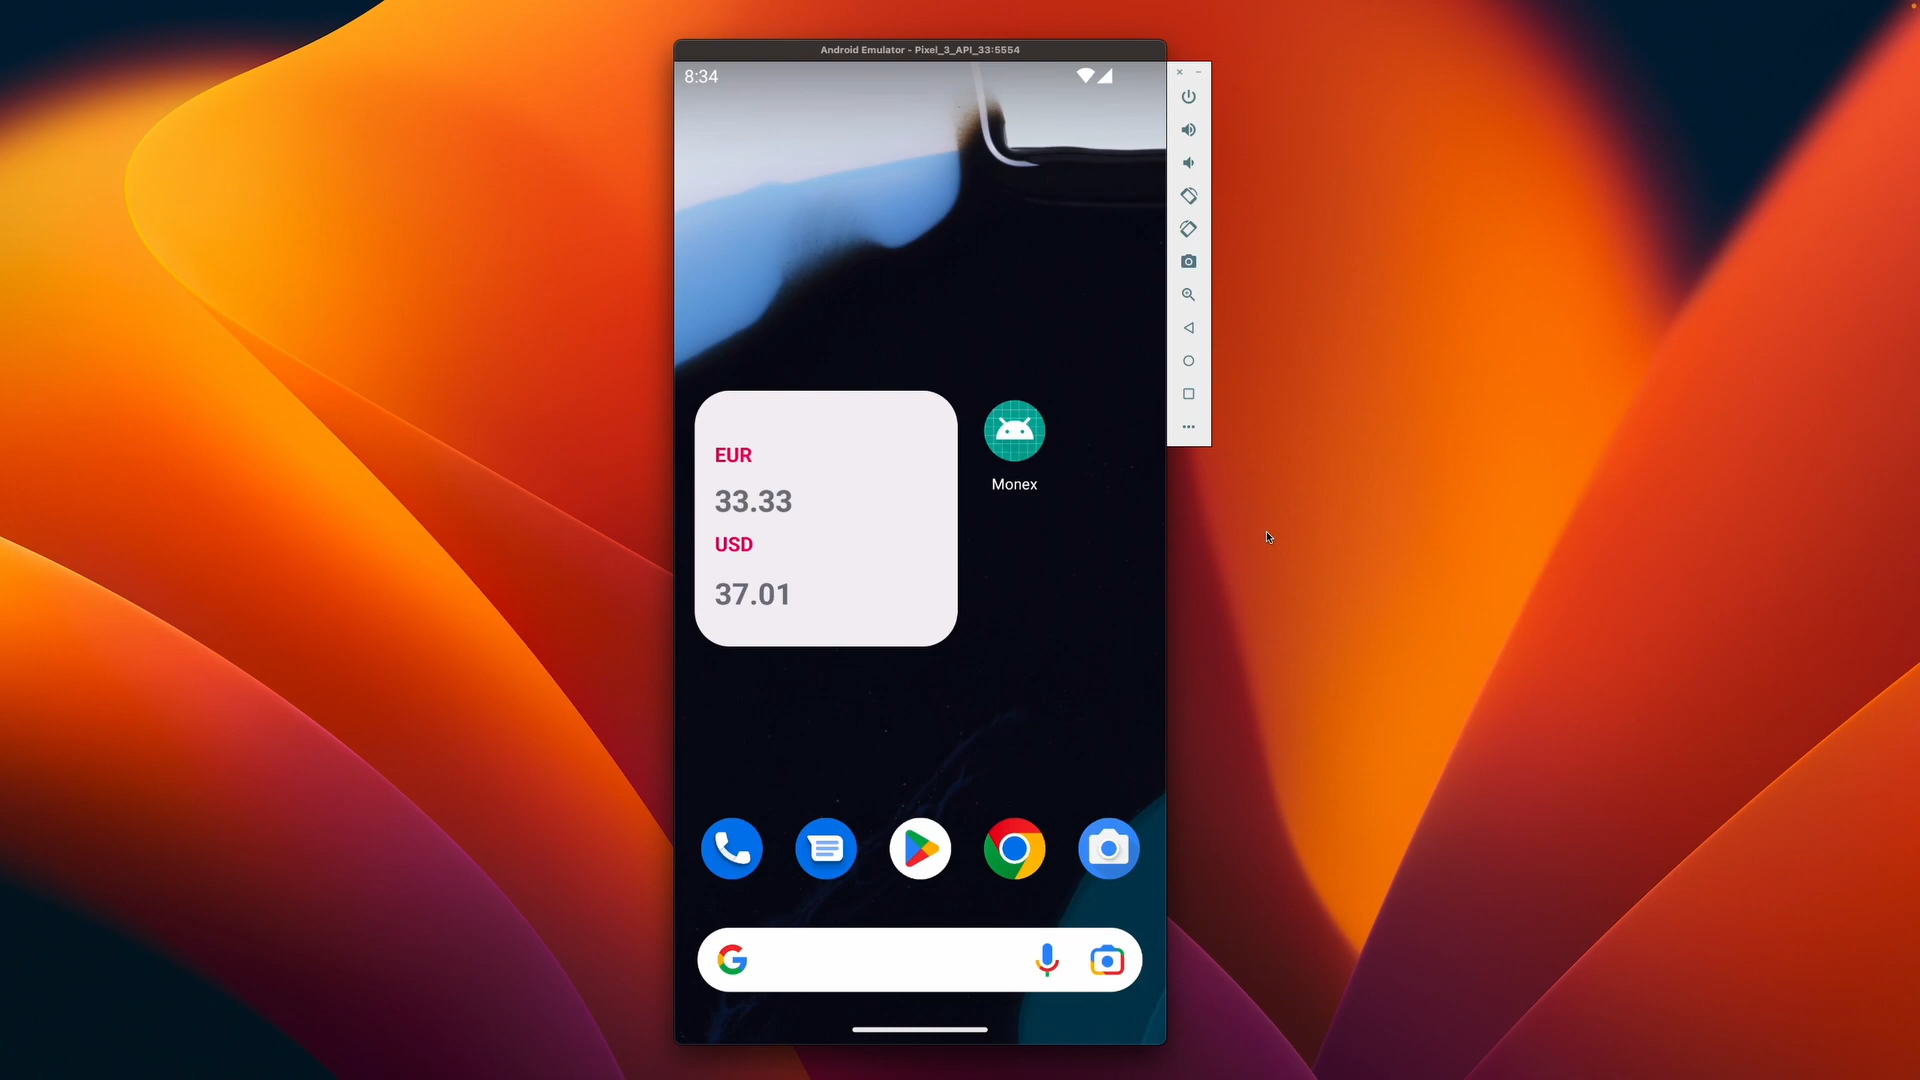 Android Emulator - Pixel_3_API_33:5554
8:34
EUR
33.33
USD
37.01
Monex